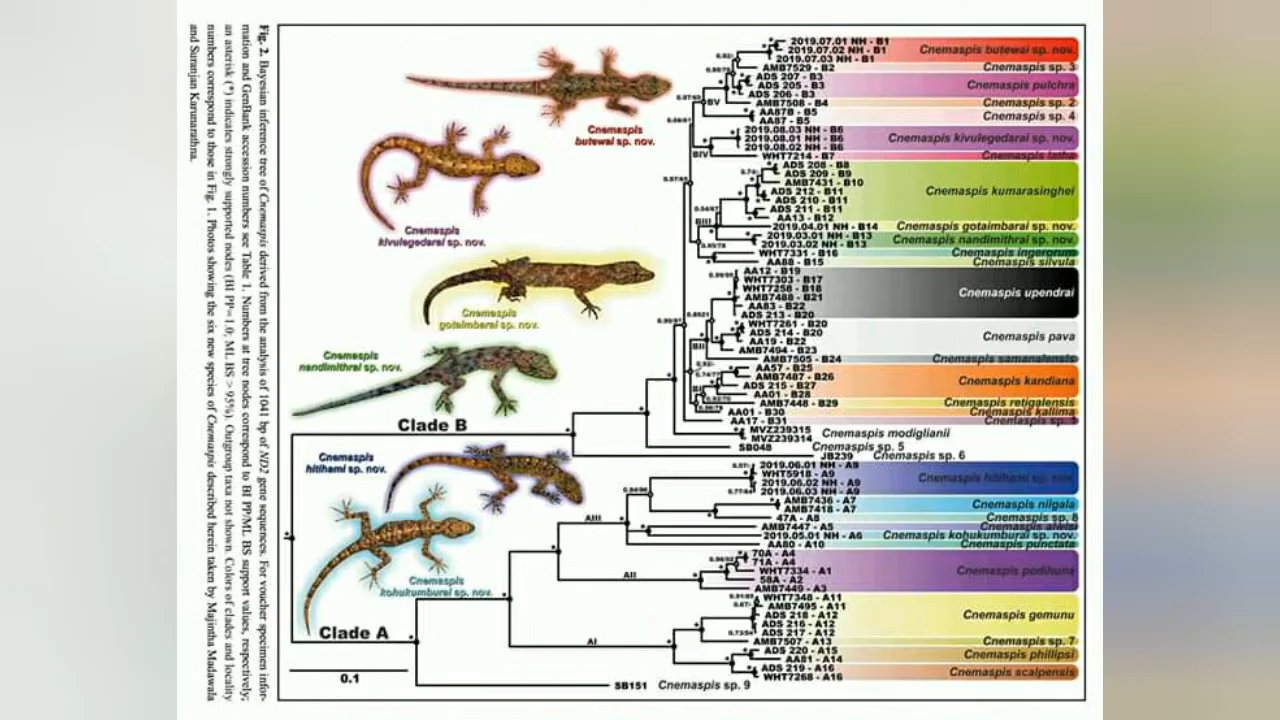 Fig. 2. Bayesian inference tree of Cnemaspis derived from the analysis of 1041 bp of ND2 gene sequences. For voucher specimen infor-
mation and GenBank accession numbers see Table 1. Numbers at tree nodes correspond to BI PP/ML BS support values, respectively;
an asterisk (*) indicates strongly supported nodes (BI PP= 1.0; ML BS > 95%). Outgroup taxa not shown. Colors of clades and locality
numbers correspond to those in Fig. 1. Photos showing the six new species of Cnemaspis described herein taken by Majintha Madawala
and Suranjan Karunarathna.
Cnemaspis
butewai sp. nov.
Cnemaspis
kivulegedarai sp. nov.
Cnemaspis
gotaimbarai sp. nov.
Cnemaspis
nandimithrai sp. nov.
Clade B
Cnemaspis
hitihami sp. nov.
Cnemaspis
kohukumburai sp. nov.
Clade A
0.1
BV
BIV
BIII
BII
BI
AIII
AII
AI
2019.07.01 NH - B1
2019.07.02 NH - B1
2019.07.03 NH - B1
Cnemaspis butewai sp. nov.
AMB7529 - B2
Cnemaspis sp. 3
ADS 207 - B3
ADS 205 - B3
ADS 206 - B3
Cnemaspis pulchra
AMB7508 - B4
Cnemaspis sp. 2
AA87B - B5
AA87 - B5
Cnemaspis sp. 4
2019.08.03 NH - B6
2019.08.01 NH - B6
2019.08.02 NH - B6
Cnemaspis kivulegedarai sp. nov.
WHT7214 - B7
Cnemaspis latha
ADS 208 - B8
ADS 209 - B9
AMB7431 - B10
ADS 212 - B11
ADS 210 - B11
ADS 211 - B11
AA13 - B12
Cnemaspis kumarasinghei
2019.04.01 NH - B14
Cnemaspis gotaimbarai sp. nov.
2019.03.01 NH - B13
2019.03.02 NH - B13
Cnemaspis nandimithrai sp. nov.
WHT7331 - B16
Cnemaspis ingerorum
AA88 - B15
Cnemaspis silvula
AA12 - B19
WHT7303 - B17
WHT7258 - B18
AMB7488 - B21
AA83 - B22
ADS 213 - B20
Cnemaspis upendrai
WHT7261 - B20
ADS 214 - B20
AA19 - B22
AMB7494 - B23
Cnemaspis pava
AMB7505 - B24
Cnemaspis samanalensis
AA57 - B25
AMB7487 - B26
ADS 215 - B27
AA01 - B28
Cnemaspis kandiana
AMB7448 - B29
Cnemaspis retigalensis
AA01 - B30
Cnemaspis kallima
AA17 - B31
MVZ239315
MVZ239314
Cnemaspis modiglianii
SB048
Cnemaspis sp. 5
JB239
Cnemaspis sp. 6
2019.06.01 NH - A9
WHT5918 - A9
2019.06.02 NH - A9
2019.06.03 NH - A9
Cnemaspis hitihami sp. nov.
AMB7436 - A7
AMB7418 - A7
Cnemaspis nilgala
47A - A8
Cnemaspis sp. 8
AMB7447 - A5
Cnemaspis alwisi
2019.05.01 NH - A6
Cnemaspis kohukumburai sp. nov.
AA80 - A10
Cnemaspis punctata
70A - A4
71A - A4
WHT7334 - A1
58A - A2
AMB7449 - A3
Cnemaspis podihuna
WHT7348 - A11
AMB7495 - A11
ADS 218 - A12
ADS 216 - A12
ADS 217 - A12
Cnemaspis gemunu
AMB7507 - A13
Cnemaspis sp. 7
ADS 220 - A15
AA81 - A14
Cnemaspis phillipsi
ADS 219 - A16
WHT7268 - A16
Cnemaspis scalpensis
SB151
Cnemaspis sp. 9